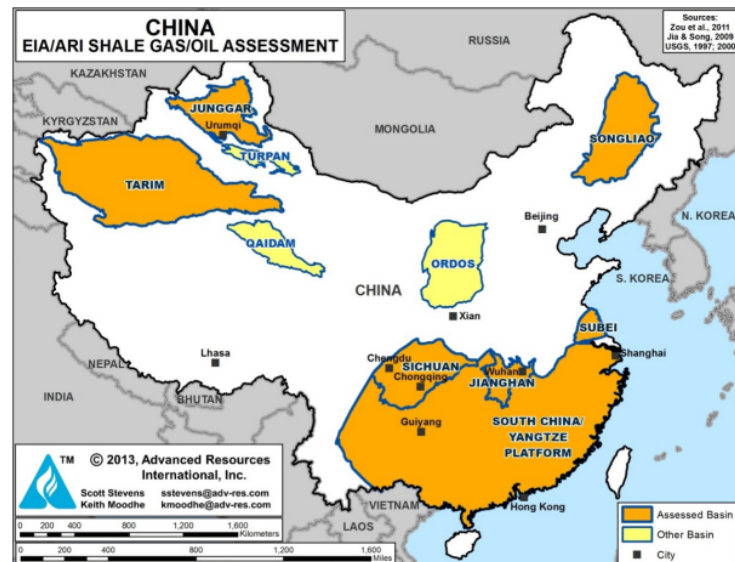 CHINA
EIA/ARI SHALE GAS/OIL ASSESSMENT
Sources:
Zou et al., 2011
Jia & Song, 2009
USGS, 1997; 2000
RUSSIA
KAZAKHSTAN
KYRGYZSTAN
MONGOLIA
JUNGGAR
Urumqi
TURPAN
SONGLIAO
TARIM
QAIDAM
Beijing
N. KOREA
ORDOS
CHINA
S. KOREA
Xian
SUBEI
Shanghai
Lhasa
NEPAL
BHUTAN
INDIA
Chengdu
SICHUAN
Chongqing
Wuhan
JIANGHAN
Guiyang
SOUTH CHINA/
YANGTZE
PLATFORM
Hong Kong
VIETNAM
LAOS
TM
© 2013, Advanced Resources
International, Inc.
Scott Stevens sstevens@adv-res.com
Keith Moodhe kmoodhe@adv-res.com
0 200 400 800 1,200 1,600
Kilometers
0 200 400 800 1,200 1,600
Miles
Assessed Basin
Other Basin
City